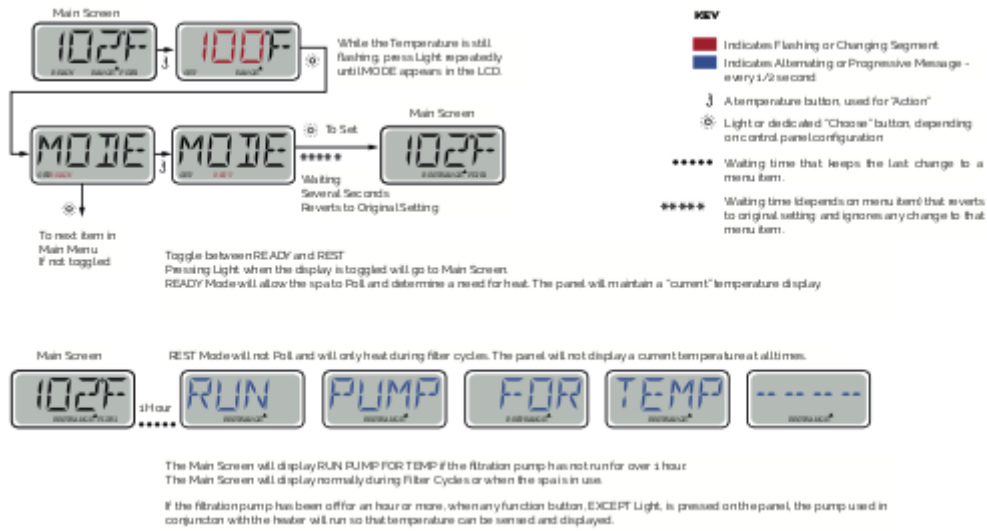 Main Screen
102°F
READY RANGE
100°F
SET RANGE
While the Temperature is still
flashing, press Light repeatedly
until MODE appears in the LCD.
KEY
Indicates Flashing or Changing Segment
Indicates Alternating or Progressive Message -
every 1/2 second
A temperature button, used for "Action"
Light or dedicated "Choose" button, depending
on control panel configuration
Waiting time that keeps the last change to a
menu item.
Waiting time (depends on menu item) that reverts
to original setting and ignores any change to that
menu item.
MODE
SET READY
MODE
SET REST
To Set
Waiting
Several Seconds
Reverts to Original Setting
Main Screen
102°F
To next item in
Main Menu
If not toggled
Toggle between READY and REST
Pressing Light when the display is toggled will go to Main Screen.
READY Mode will allow the spa to Poll and determine a need for heat. The panel will maintain a "current" temperature display.
Main Screen
REST Mode will not Poll and will only heat during filter cycles. The panel will not display a current temperature at all times.
102°F
1 Hour
RUN
PUMP
FOR
TEMP
- - - -
The Main Screen will display RUN PUMP FOR TEMP if the filtration pump has not run for over 1 hour.
The Main Screen will display normally during Filter Cycles or when the spa is in use.
If the filtration pump has been off for an hour or more, when any function button, EXCEPT Light, is pressed on the panel, the pump used in
conjuncton with the heater will run so that temperature can be sensed and displayed.